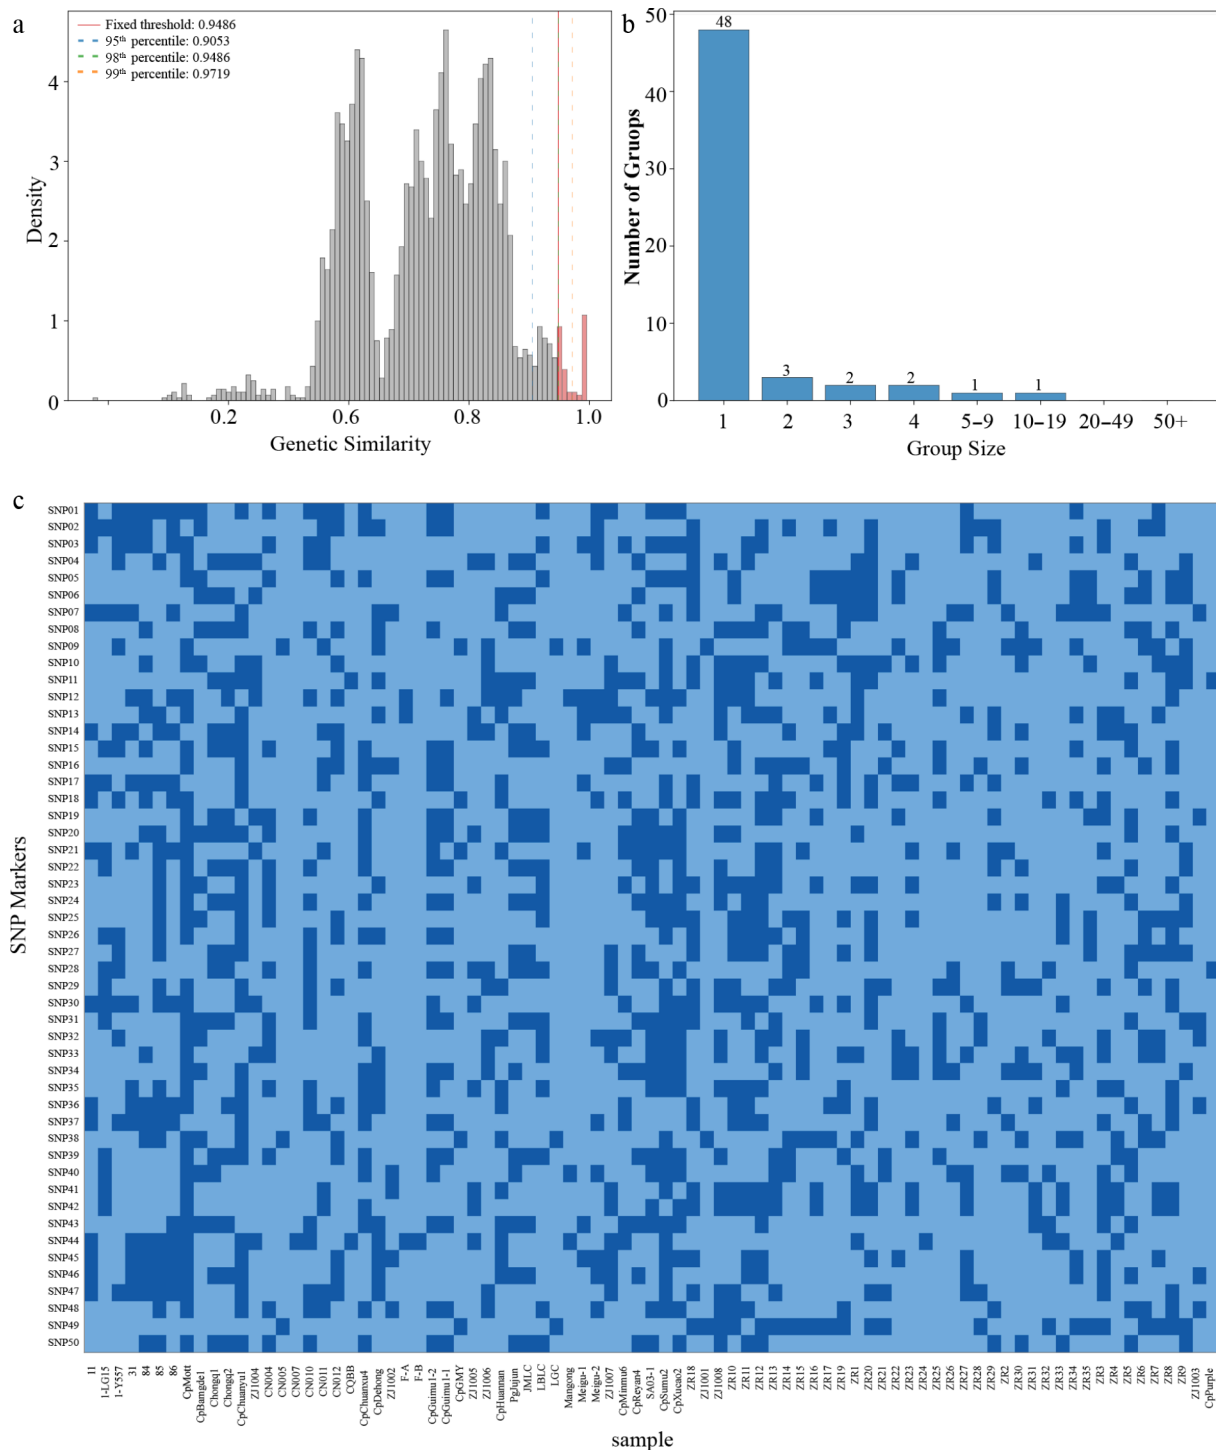 a
Fixed threshold: 0.9486
95th percentile: 0.9053
98th percentile: 0.9486
99th percentile: 0.9719
4
3
2
1
0
Density
0.2
0.6
0.8
1.0
Genetic Similarity
b
50
40
30
20
10
0
Number of Gruops
48
3
2
2
1
1
1
2
3
4
5–9
10–19
20–49
50+
Group Size
c
SNP01
SNP02
SNP03
SNP04
SNP05
SNP06
SNP07
SNP08
SNP09
SNP10
SNP11
SNP12
SNP13
SNP14
SNP15
SNP16
SNP17
SNP18
SNP19
SNP20
SNP21
SNP22
SNP23
SNP24
SNP25
SNP26
SNP27
SNP28
SNP29
SNP30
SNP31
SNP32
SNP33
SNP34
SNP35
SNP36
SNP37
SNP38
SNP39
SNP40
SNP41
SNP42
SNP43
SNP44
SNP45
SNP46
SNP47
SNP48
SNP49
SNP50
SNP Markers
11
1-LG15
1-Y557
31
84
85
86
CpMott
CpBamgde1
Chongq1
Chongq2
CpChanyu1
ZJ1004
CN004
CN005
CN007
CN010
CN011
CN012
CQBB
CpChanxu4
CpDehong
ZJ1002
F-A
F-B
CpGuimu1-2
CpGuimu1-1
CpGMY
ZJ1005
ZJ1006
CpHuanan
PgJujun
JMLC
LBLC
LGC
Mangong
Meigu-1
Meigu-2
ZJ1007
CpMinmu6
CpReyan4
SA03-1
CpSumu2
CpXucao2
ZR18
ZJ1001
ZJ1008
ZR10
ZR11
ZR12
ZR13
ZR14
ZR15
ZR16
ZR17
ZR19
ZR1
ZR20
ZR21
ZR22
ZR23
ZR24
ZR25
ZR26
ZR27
ZR28
ZR29
ZR2
ZR30
ZR31
ZR32
ZR33
ZR34
ZR35
ZR3
ZR4
ZR5
ZR6
ZR7
ZR8
ZR9
ZJ1003
CpPurple
sample